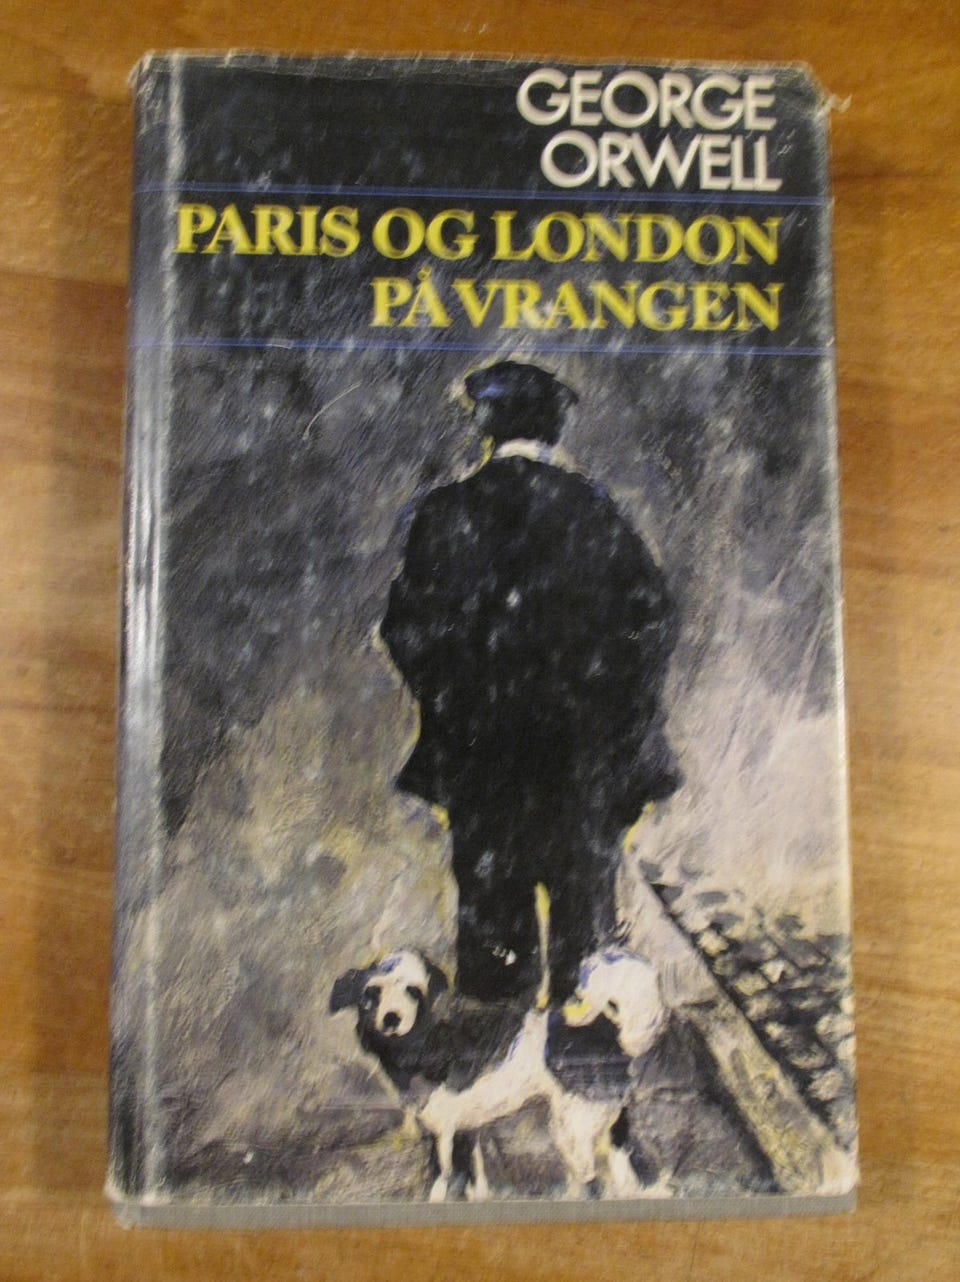 GEORGE
ORWELL
PARIS OG LONDON
PÅ VRANGEN